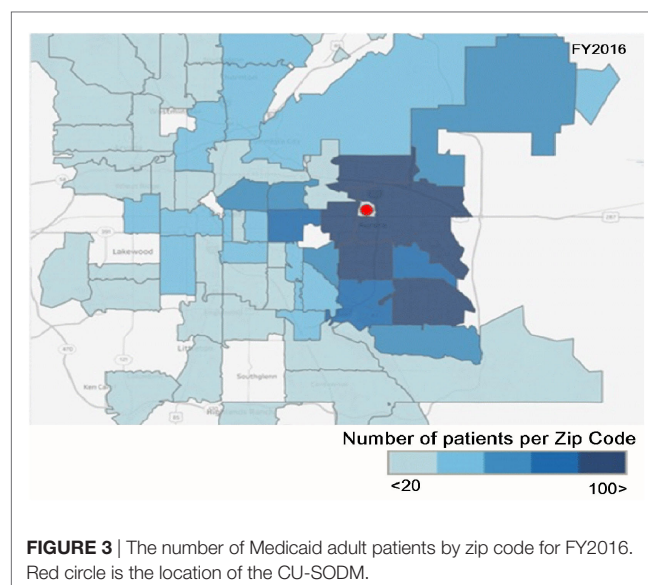 FY2016
Lakewood
Southglenn
Number of patients per Zip Code
<20
100>
FIGURE 3 | The number of Medicaid adult patients by zip code for FY2016.
Red circle is the location of the CU-SODM.